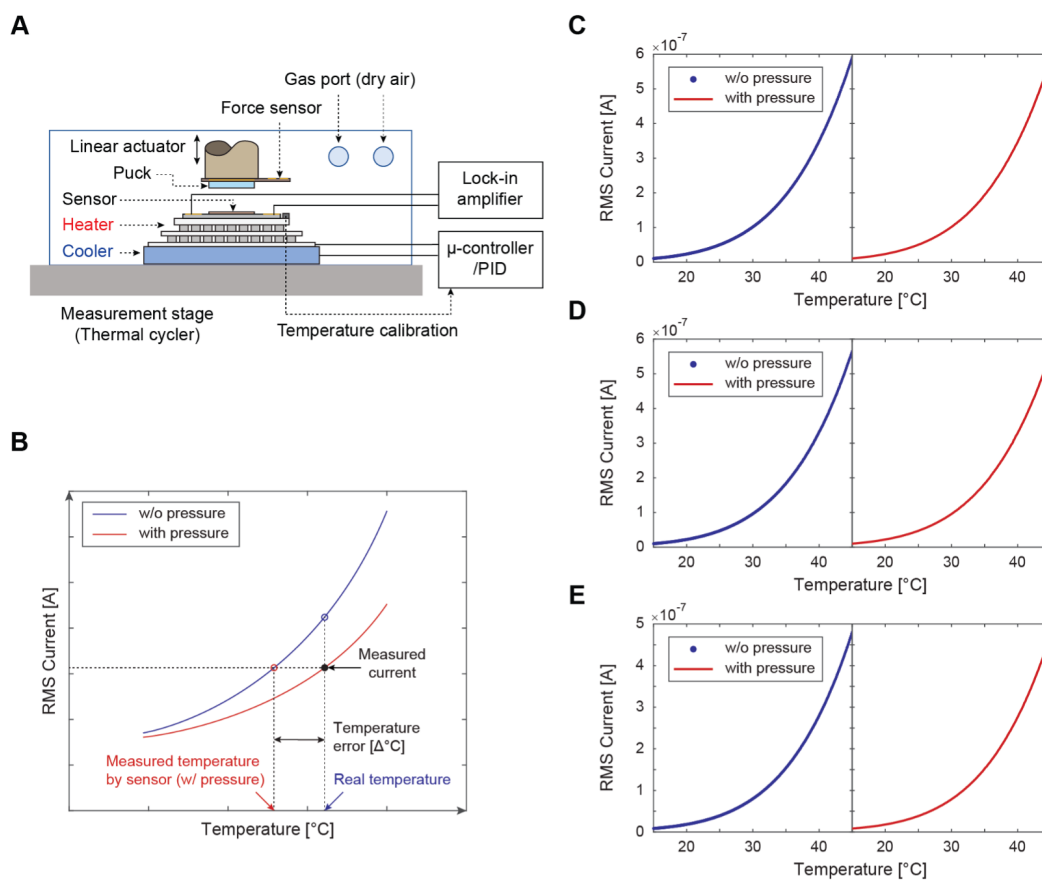 A
Gas port (dry air)
Force sensor
Linear actuator
Puck
Sensor
Heater
Cooler
Lock-in
amplifier
μ-controller
/PID
Measurement stage
(Thermal cycler)
Temperature calibration
B
w/o pressure
with pressure
RMS Current [A]
Measured
current
Temperature
error [Δ°C]
Measured temperature
by sensor (w/ pressure)
Real temperature
Temperature [°C]
C
×10-7
w/o pressure
with pressure
RMS Current [A]
6
5
4
3
2
1
0
20 30 40 20 30 40
Temperature [°C]
D
×10-7
w/o pressure
with pressure
RMS Current [A]
6
5
4
3
2
1
0
20 30 40 20 30 40
Temperature [°C]
E
×10-7
w/o pressure
with pressure
RMS Current [A]
5
4
3
2
1
0
20 30 40 20 30 40
Temperature [°C]